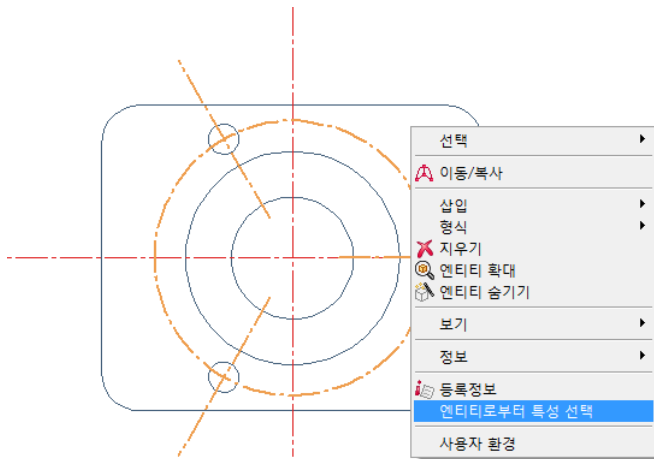 선택
이동/복사
삽입
형식
지우기
엔티티 확대
엔티티 숨기기
보기
정보
등록정보
엔티티로부터 특성 선택
사용자 환경